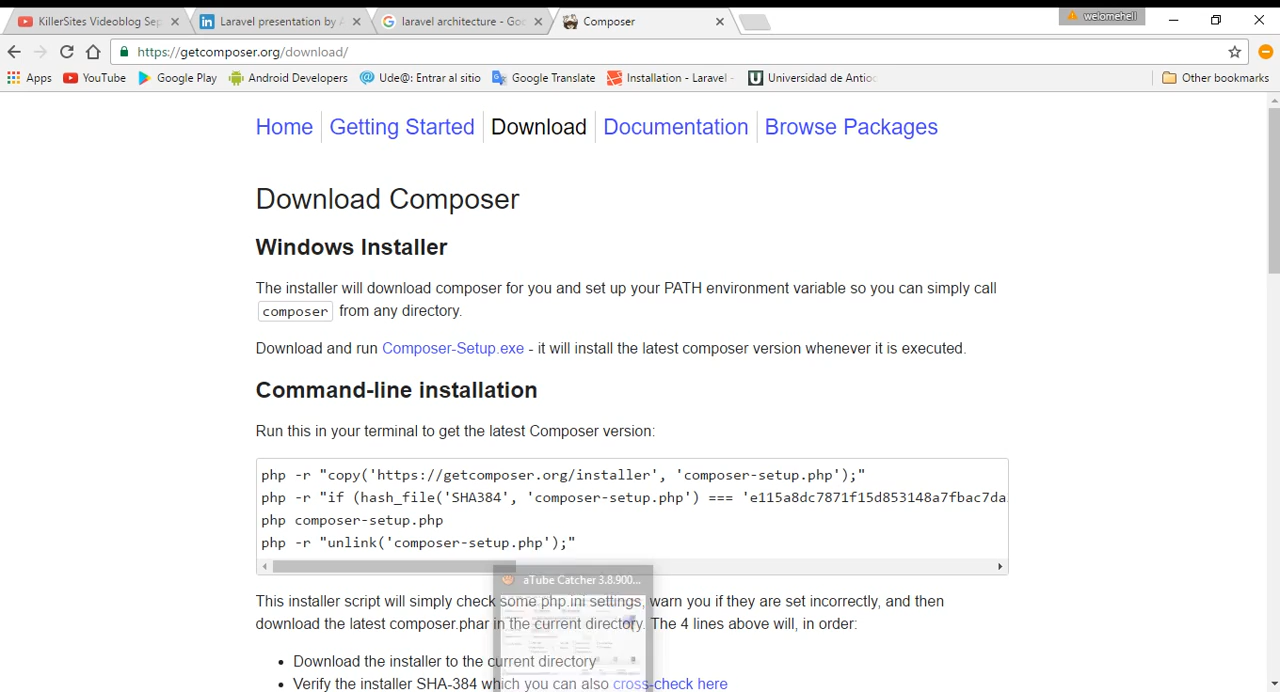 KillerSites Videoblog Sep
Laravel presentation by A
laravel architecture - Goo
Composer
welomehell
https://getcomposer.org/download/
Apps
YouTube
Google Play
Android Developers
Ude@: Entrar al sitio
Google Translate
Installation - Laravel -
Universidad de Antioc
Other bookmarks
Home
Getting Started
Download
Documentation
Browse Packages
Download Composer
Windows Installer
The installer will download composer for you and set up your PATH environment variable so you can simply call
composer from any directory.
Download and run Composer-Setup.exe - it will install the latest composer version whenever it is executed.
Command-line installation
Run this in your terminal to get the latest Composer version:
php -r "copy('https://getcomposer.org/installer', 'composer-setup.php');"
php -r "if (hash_file('SHA384', 'composer-setup.php') === 'e115a8dc7871f15d853148a7fbac7da
php composer-setup.php
php -r "unlink('composer-setup.php');"
aTube Catcher 3.8.900...
This installer script will simply check some php.ini settings, warn you if they are set incorrectly, and then
download the latest composer.phar in the current directory. The 4 lines above will, in order:
• Download the installer to the current directory
• Verify the installer SHA-384 which you can also cross-check here